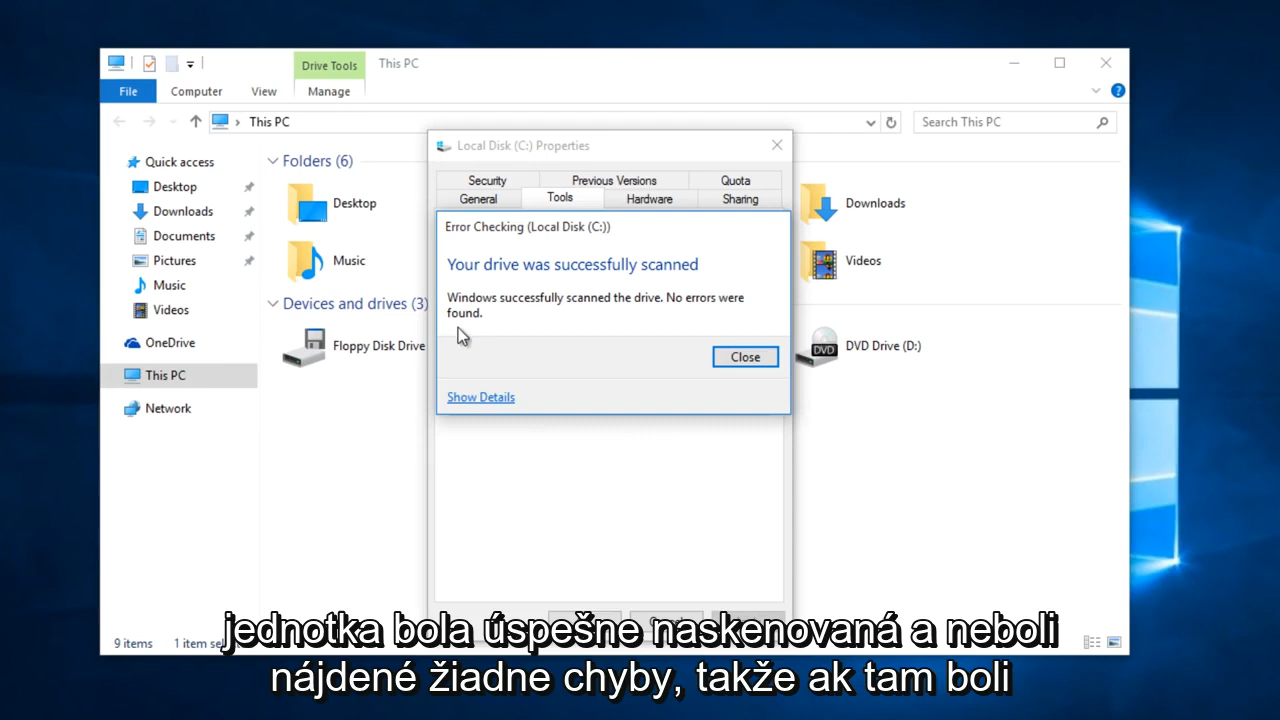 Drive Tools
This PC
File
Computer
View
Manage
This PC
Search This PC
Quick access
Desktop
Downloads
Documents
Pictures
Music
Videos
OneDrive
This PC
Network
Folders (6)
Desktop
Music
Devices and drives (3)
Floppy Disk Drive
Downloads
Videos
DVD
DVD Drive (D:)
Local Disk (C:) Properties
Security
Previous Versions
Quota
General
Tools
Hardware
Sharing
Error Checking (Local Disk (C:))
Your drive was successfully scanned
Windows successfully scanned the drive. No errors were
found.
Close
Show Details
9 items
1 item
jednotka bola úspešne naskenovaná a neboli
nájdené žiadne chyby, takže ak tam boli